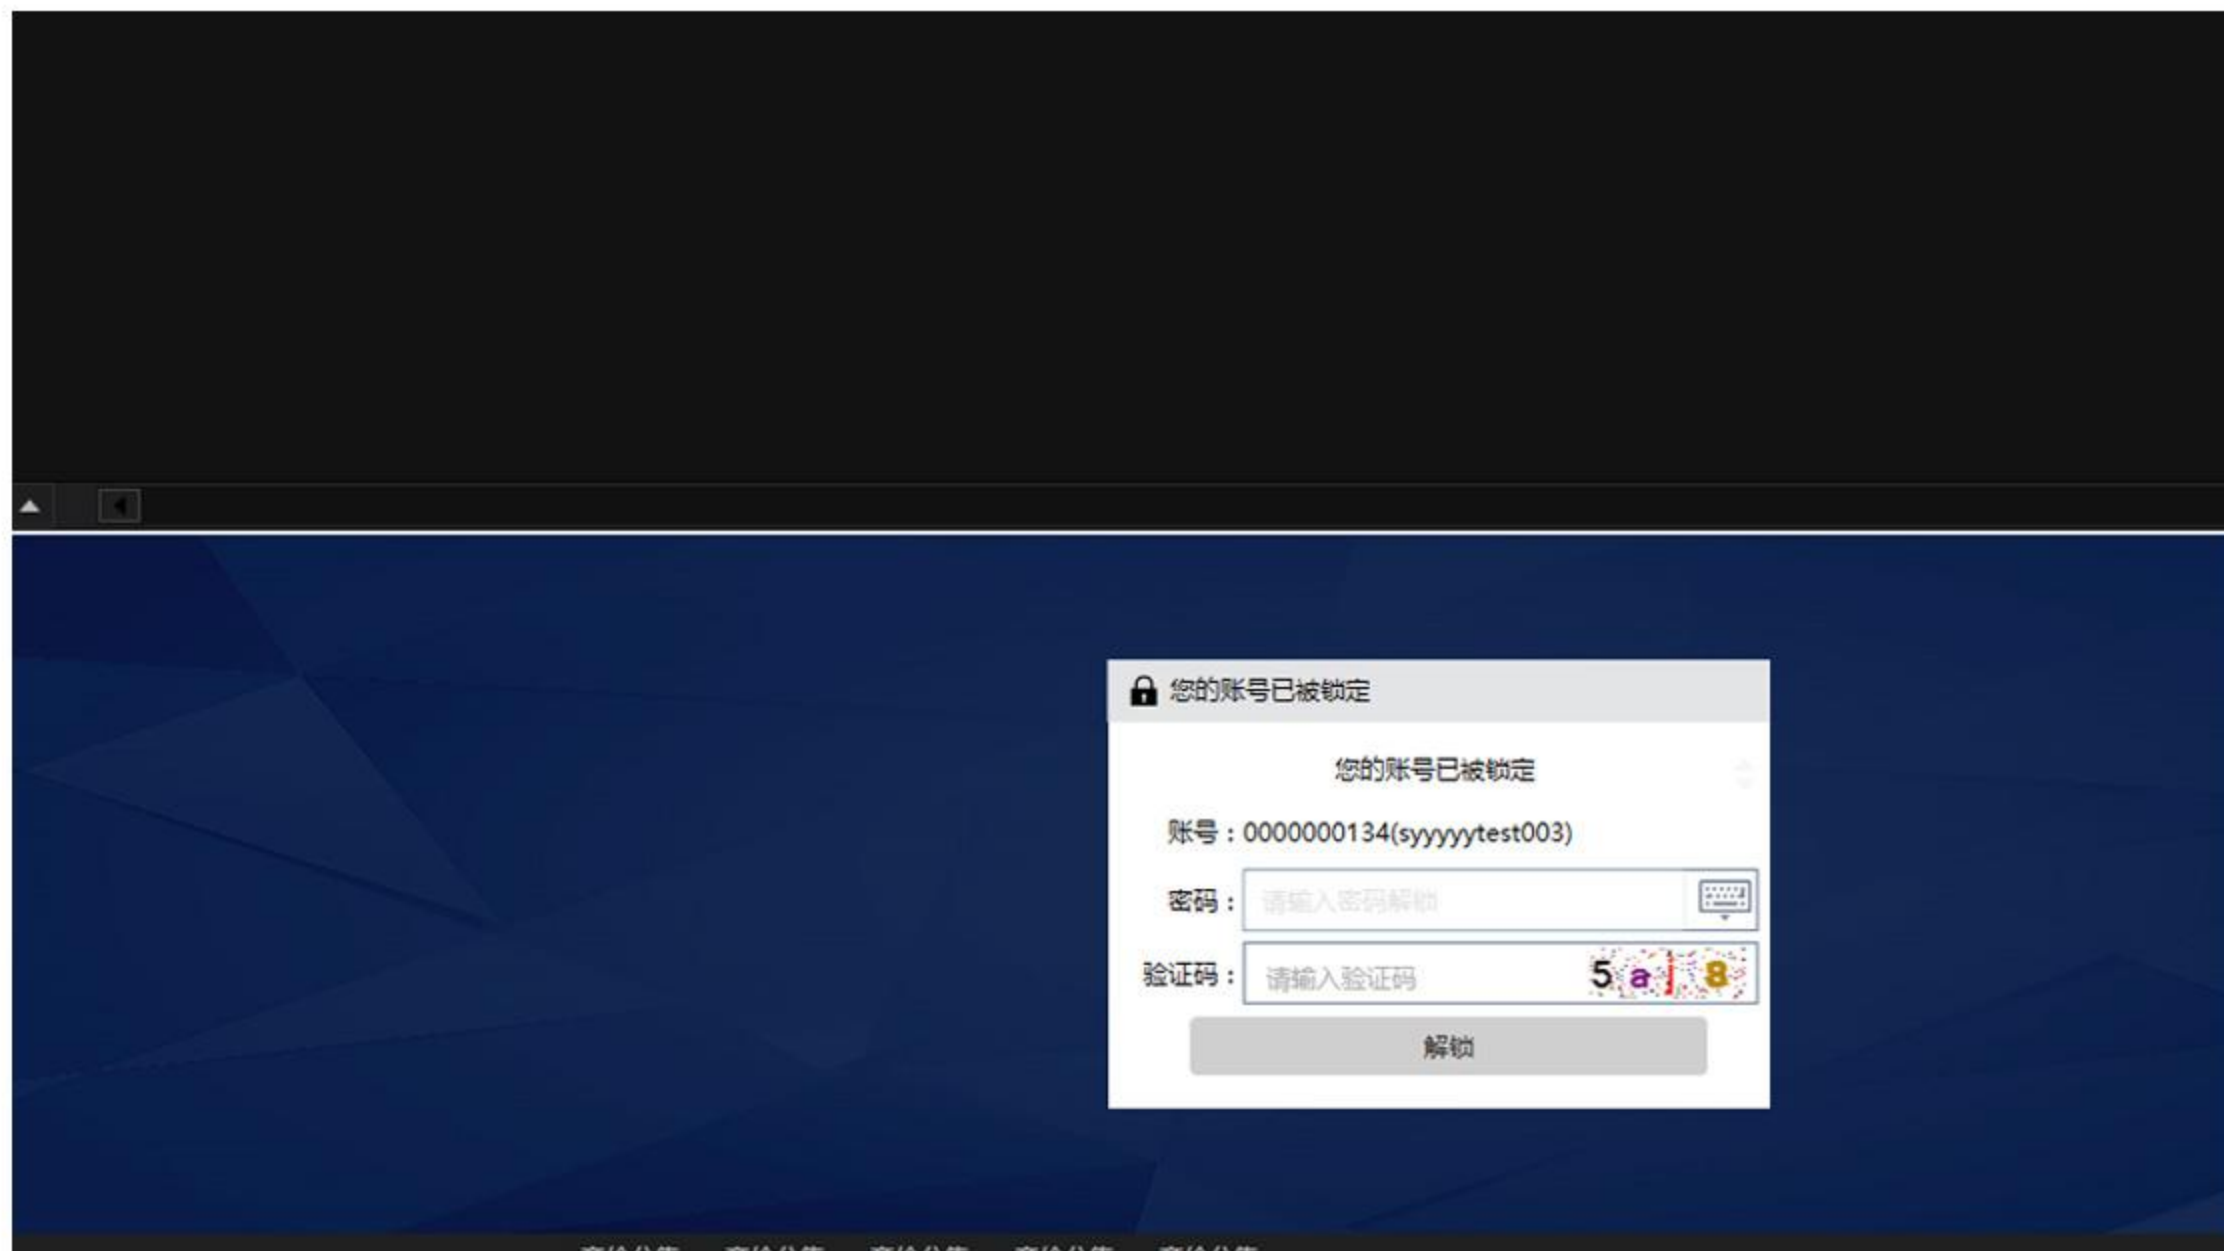 您的账号已被锁定
您的账号已被锁定
账号：0000000134(syyyyytest003)
密码：请输入密码解锁
验证码：请输入验证码 5 a 8
解锁